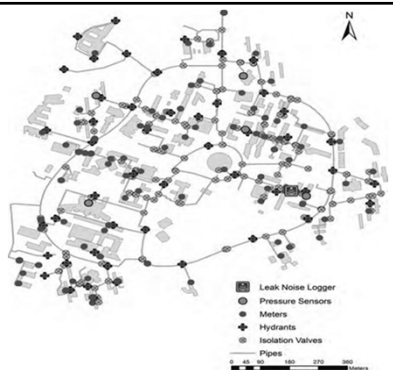 N
Leak Noise Logger
Pressure Sensors
Meters
Hydrants
Isolation Valves
Pipes
0 45 90 180 270 360
Meters